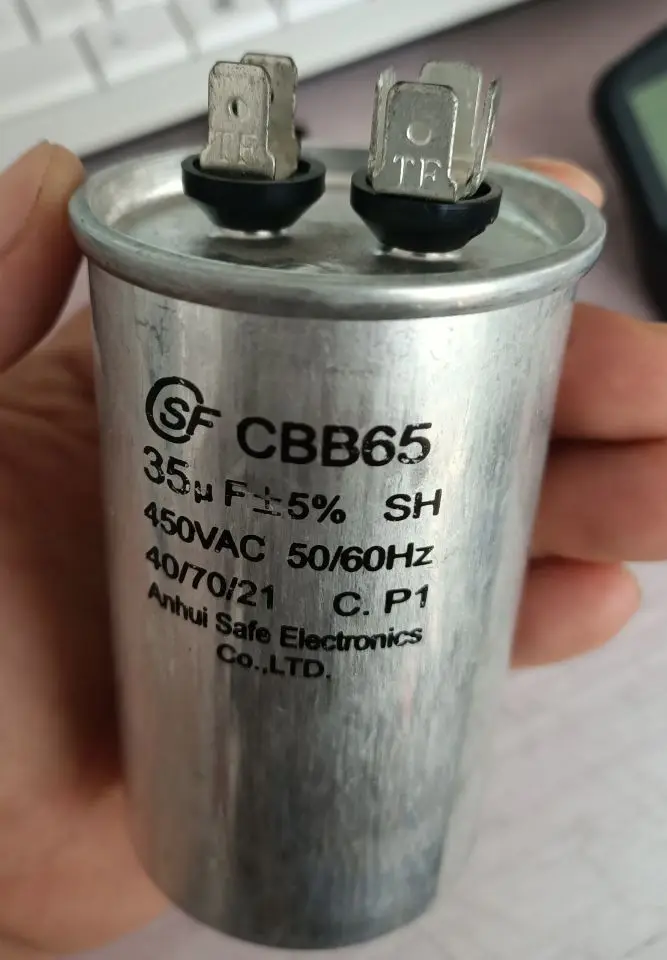 TF TF
SF CBB65
35μF±5% SH
450VAC 50/60Hz
40/70/21 C. P1
Anhui Safe Electronics
Co.,LTD.